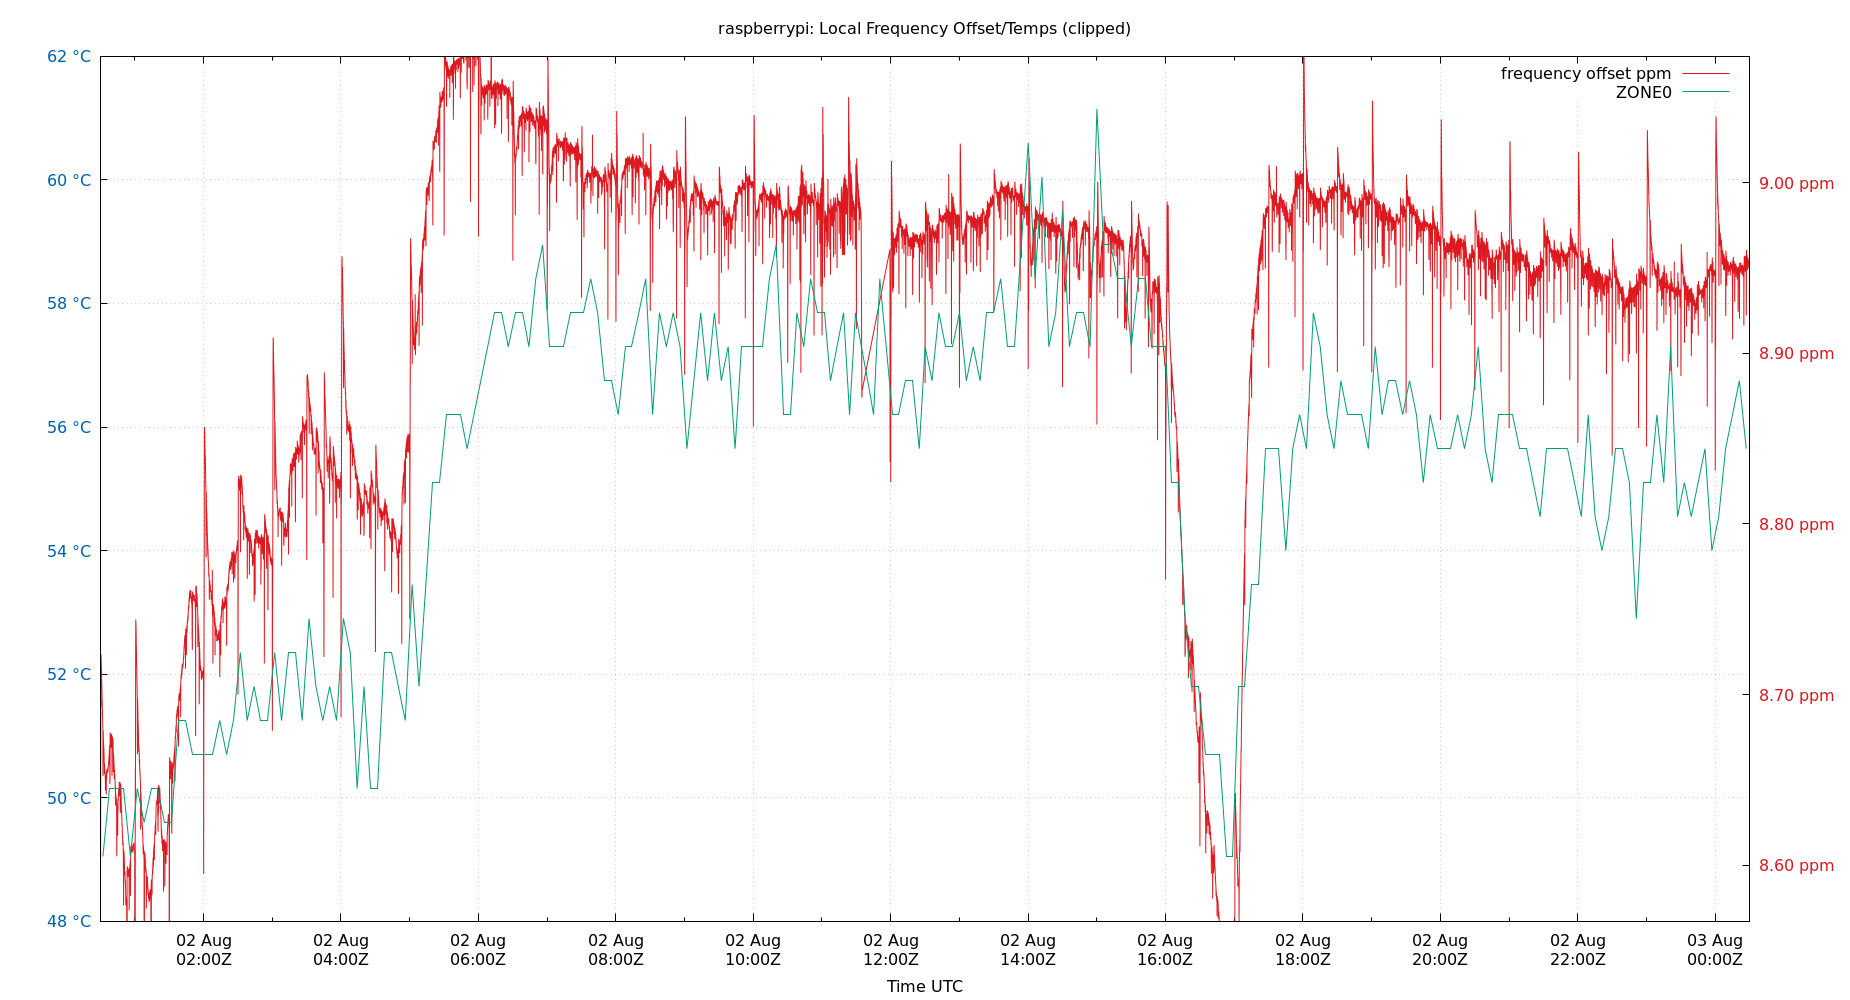 raspberrypi: Local Frequency Offset/Temps (clipped)
frequency offset ppm
ZONE0
62 °C
60 °C
58 °C
56 °C
54 °C
52 °C
50 °C
48 °C
9.00 ppm
8.90 ppm
8.80 ppm
8.70 ppm
8.60 ppm
02 Aug
02:00Z
02 Aug
04:00Z
02 Aug
06:00Z
02 Aug
08:00Z
02 Aug
10:00Z
02 Aug
12:00Z
02 Aug
14:00Z
02 Aug
16:00Z
02 Aug
18:00Z
02 Aug
20:00Z
02 Aug
22:00Z
03 Aug
00:00Z
Time UTC